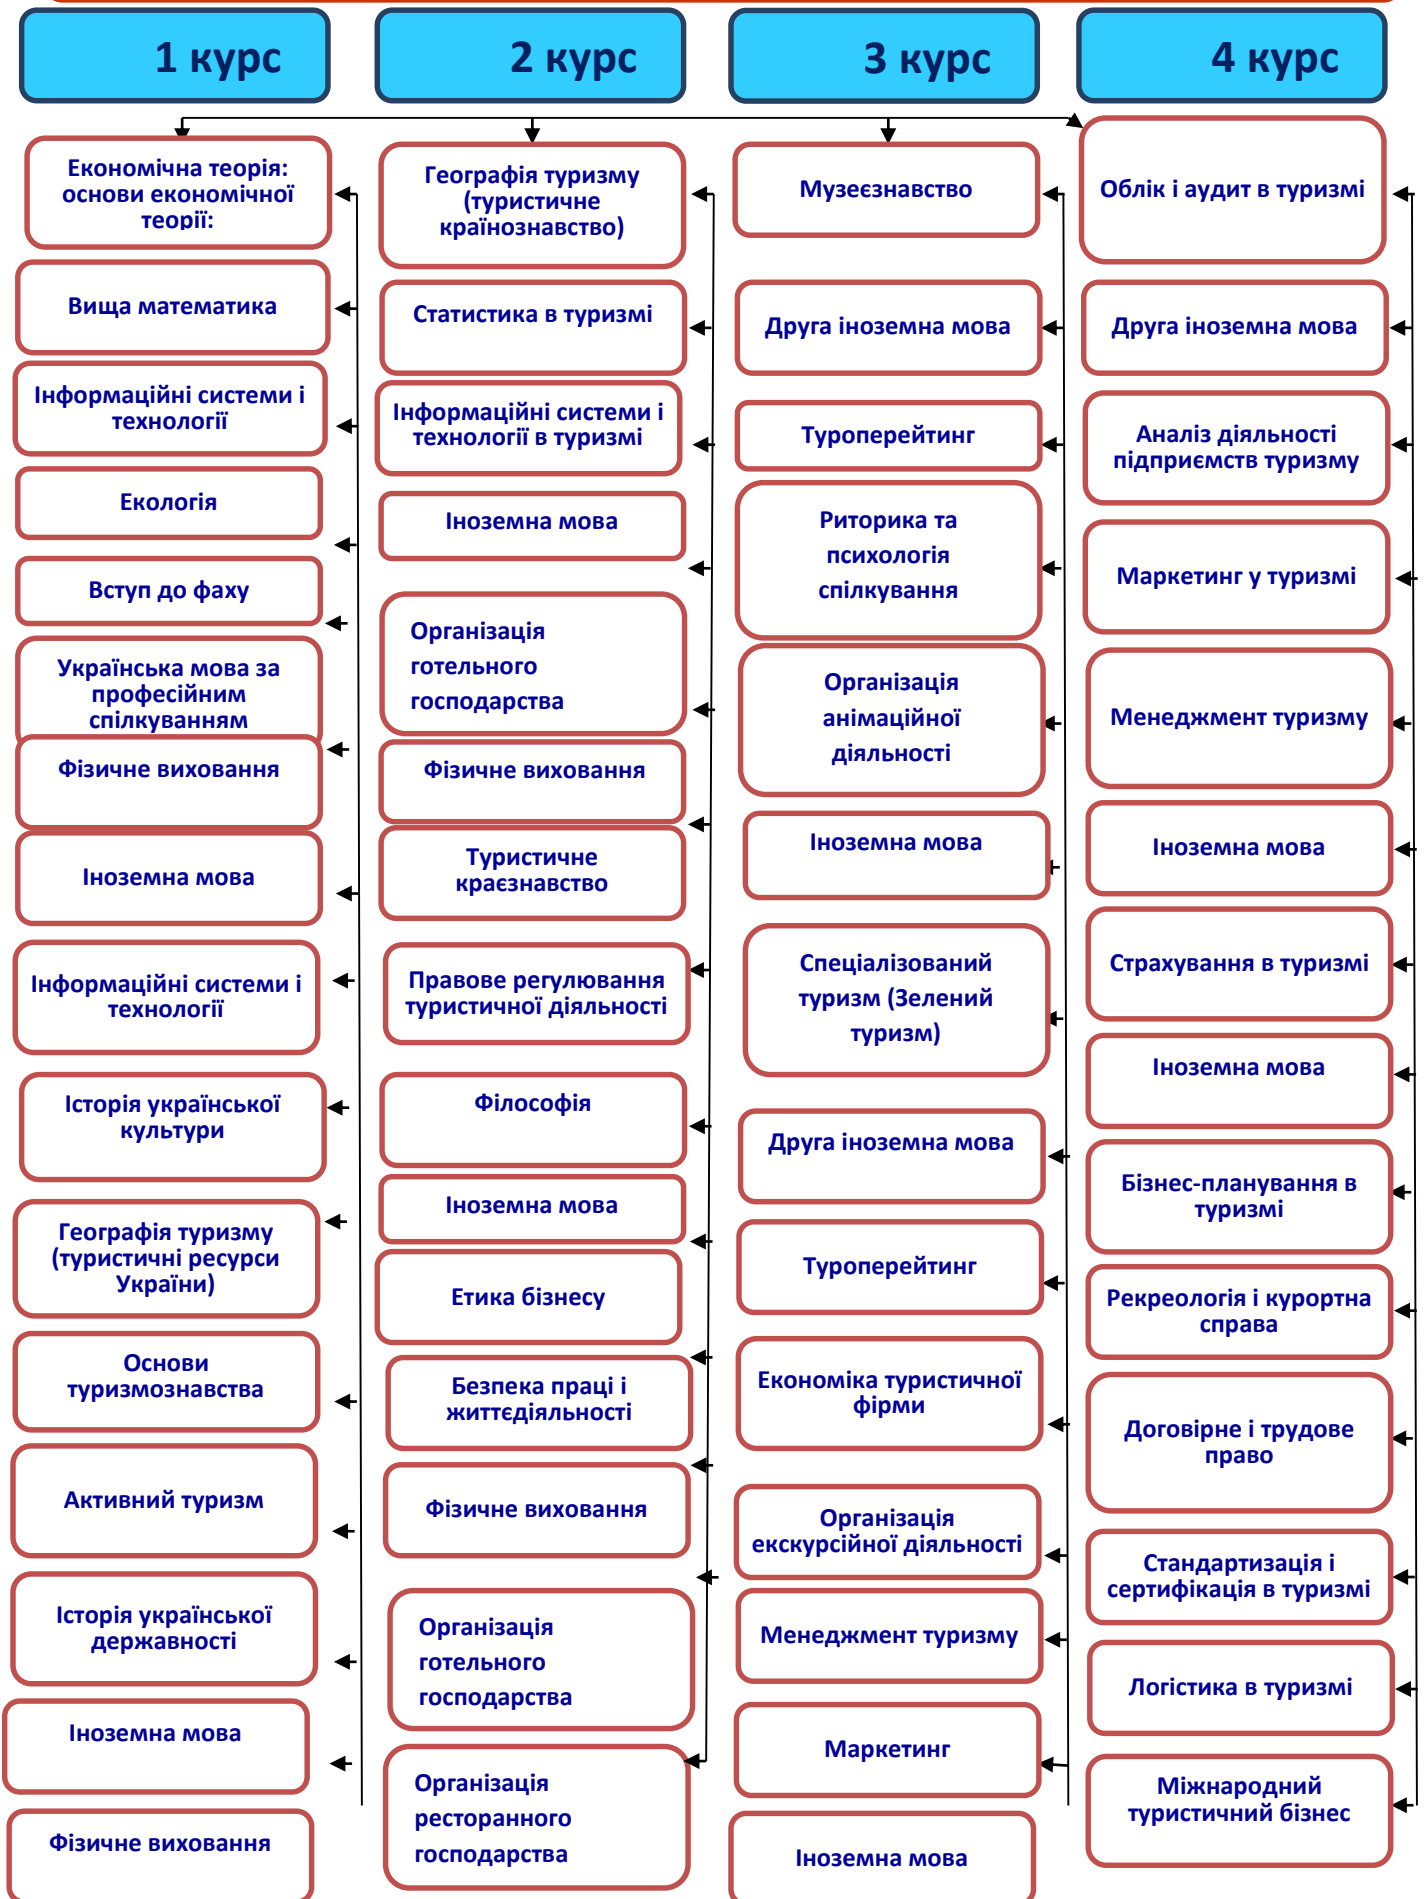 1 курс
2 курс
3 курс
4 курс
Економічна теорія:
основи економічної
теорії:
Вища математика
Інформаційні системи і
технології
Екологія
Вступ до фаху
Українська мова за
професійним
спілкуванням
Фізичне виховання
Іноземна мова
Інформаційні системи і
технології
Історія української
культури
Географія туризму
(туристичні ресурси
України)
Основи
туризмознавства
Активний туризм
Історія української
державності
Іноземна мова
Фізичне виховання
Географія туризму
(туристичне
країнознавство)
Статистика в туризмі
Інформаційні системи і
технології в туризмі
Іноземна мова
Організація
готельного
господарства
Фізичне виховання
Туристичне
краєзнавство
Правове регулювання
туристичної діяльності
Філософія
Іноземна мова
Етика бізнесу
Безпека праці і
життєдіяльності
Фізичне виховання
Організація
готельного
господарства
Організація
ресторанного
господарства
Музеєзнавство
Друга іноземна мова
Туроперейтинг
Риторика та
психологія
спілкування
Організація
анімаційної
діяльності
Іноземна мова
Спеціалізований
туризм (Зелений
туризм)
Друга іноземна мова
Туроперейтинг
Економіка туристичної
фірми
Організація
екскурсійної діяльності
Менеджмент туризму
Маркетинг
Іноземна мова
Облік і аудит в туризмі
Друга іноземна мова
Аналіз діяльності
підприємств туризму
Маркетинг у туризмі
Менеджмент туризму
Іноземна мова
Страхування в туризмі
Іноземна мова
Бізнес-планування в
туризмі
Рекреологія і курортна
справа
Договірне і трудове
право
Стандартизація і
сертифікація в туризмі
Логістика в туризмі
Міжнародний
туристичний бізнес